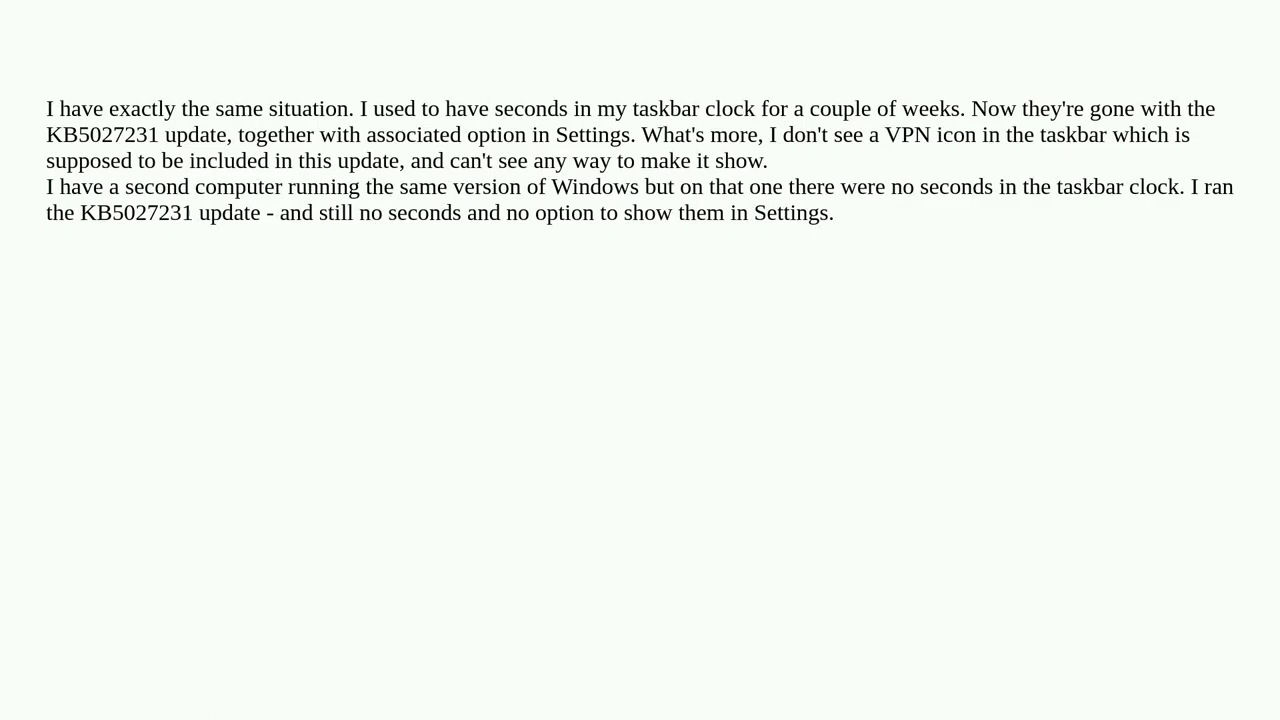 I have exactly the same situation. I used to have seconds in my taskbar clock for a couple of weeks. Now they're gone with the
KB5027231 update, together with associated option in Settings. What's more, I don't see a VPN icon in the taskbar which is
supposed to be included in this update, and can't see any way to make it show.
I have a second computer running the same version of Windows but on that one there were no seconds in the taskbar clock. I ran
the KB5027231 update - and still no seconds and no option to show them in Settings.